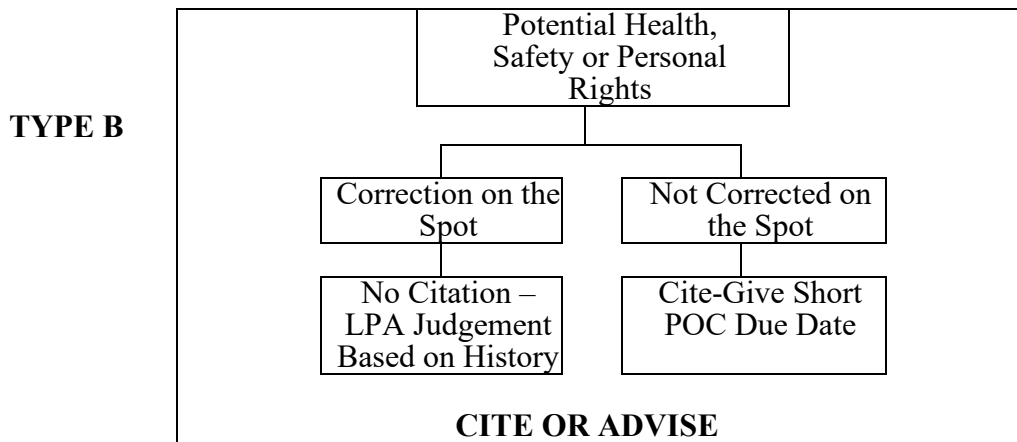 Potential Health,
Safety or Personal
Rights
TYPE B
Correction on the
Spot
Not Corrected on
the Spot
No Citation –
LPA Judgement
Based on History
Cite-Give Short
POC Due Date
CITE OR ADVISE